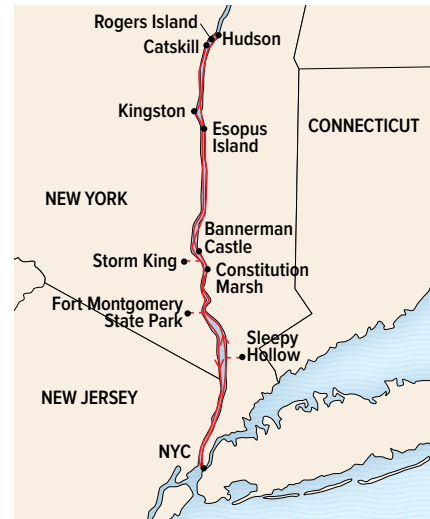 Rogers Island
Catskill
Hudson
Kingston
Esopus
Island
CONNECTICUT
NEW YORK
Bannerman
Castle
Storm King
Constitution
Marsh
Fort Montgomery
State Park
Sleepy
Hollow
NEW JERSEY
NYC